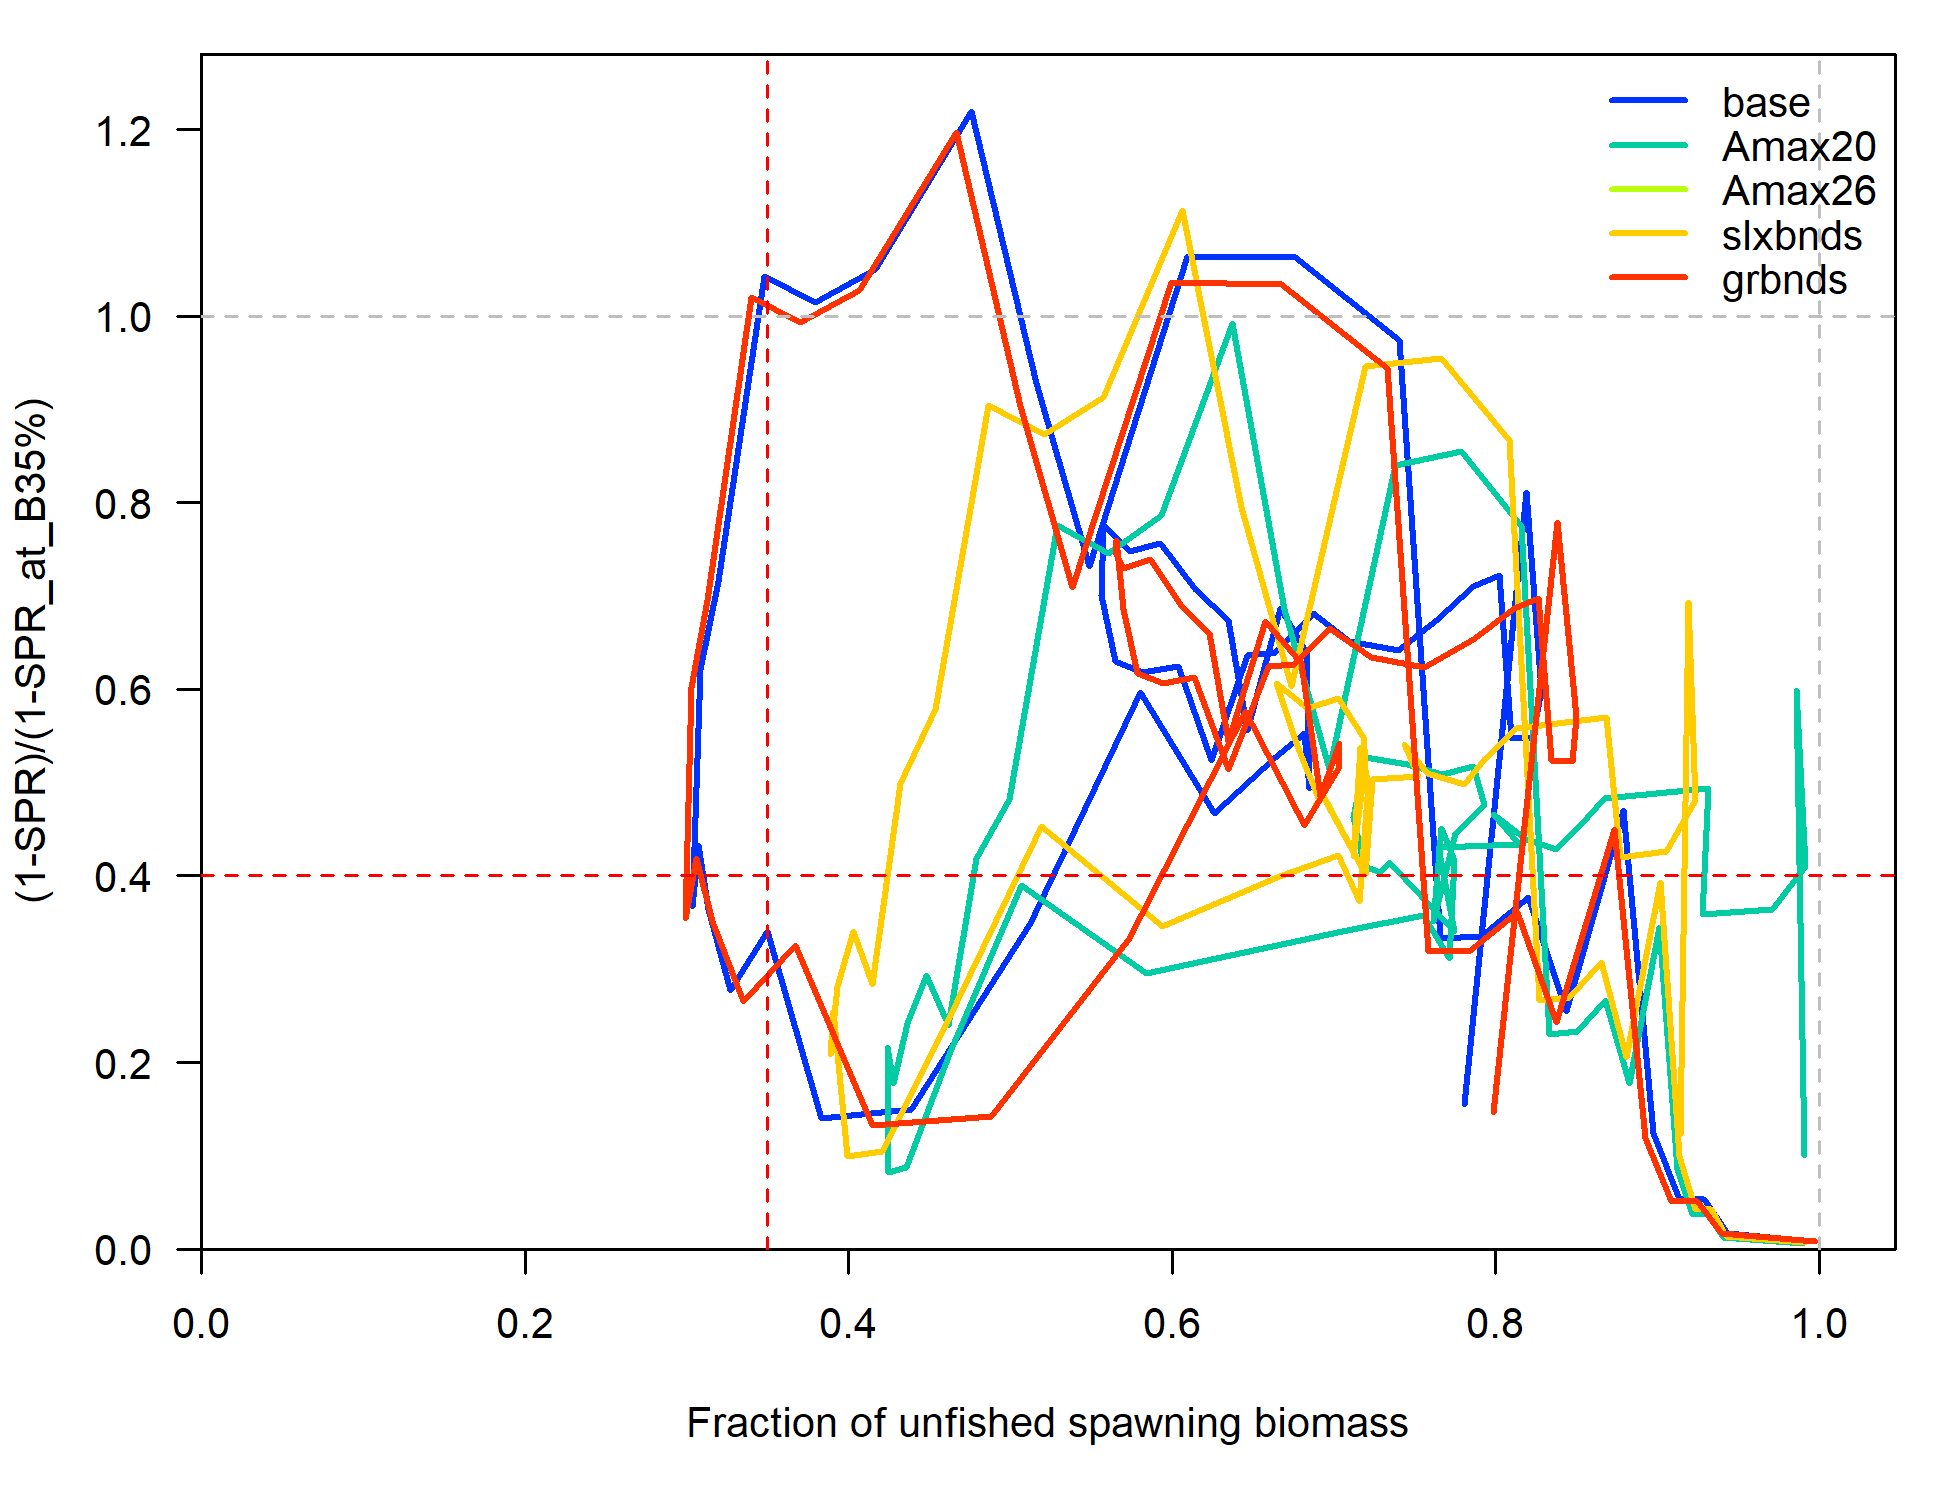 base
Amax20
Amax26
slxbnds
grbnds
1.2
1.0
0.8
0.6
0.4
0.2
0.0
(1-SPR)/(1-SPR_at_B35%)
0.0 0.2 0.4 0.6 0.8 1.0
Fraction of unfished spawning biomass